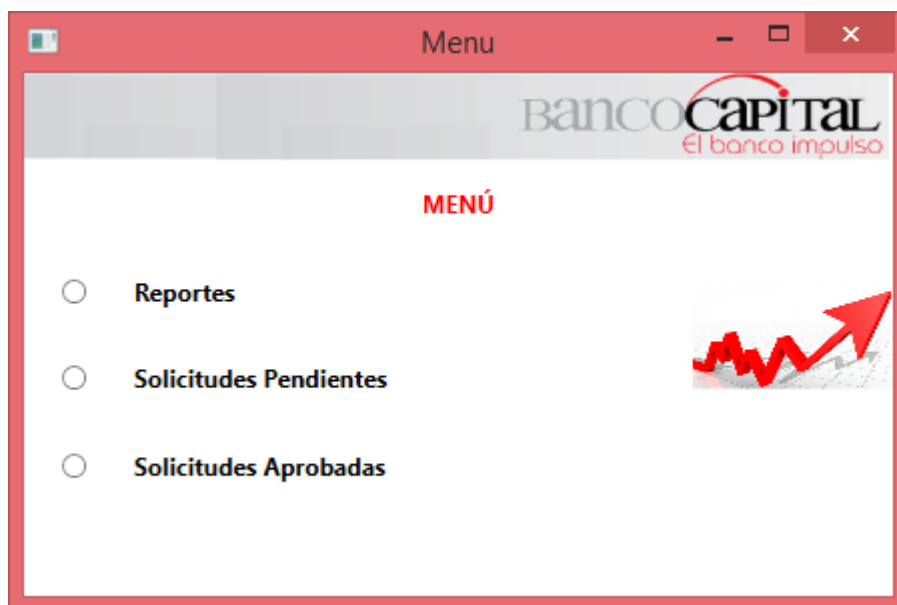 Menu
BANCOCAPITAL
El banco impulso
MENÚ
Reportes
Solicitudes Pendientes
Solicitudes Aprobadas